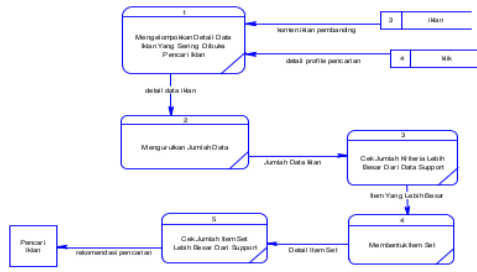 1
Mengelompokkan Detail Data
Iklan Yang Sering Dibuka
Pencari Iklan
3 iklan
konten iklan pembanding
4 klik
detail profile pencarian
detail data iklan
2
Mengurutkan Jumlah Data
Jumlah Data Iklan
3
Cek Jumlah Kriteria Lebih
Besar Dari Data Support
Item Yang Lebih Besar
4
Membentuk Item Set
Detail Item Set
5
Cek Jumlah Item Set
Lebih Besar Dari Support
rekomendasi pencarian
Pencari
Iklan